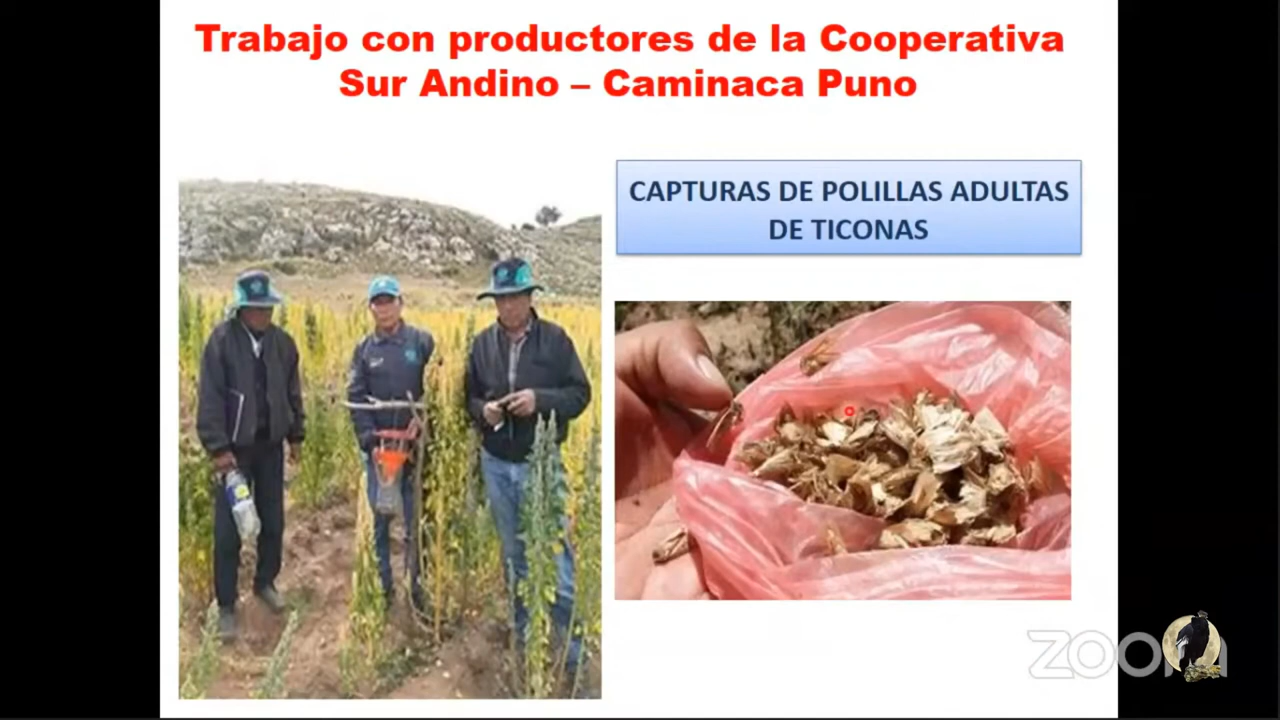 Trabajo con productores de la Cooperativa
Sur Andino – Caminaca Puno
CAPTURAS DE POLILLAS ADULTAS
DE TICONAS
zoom